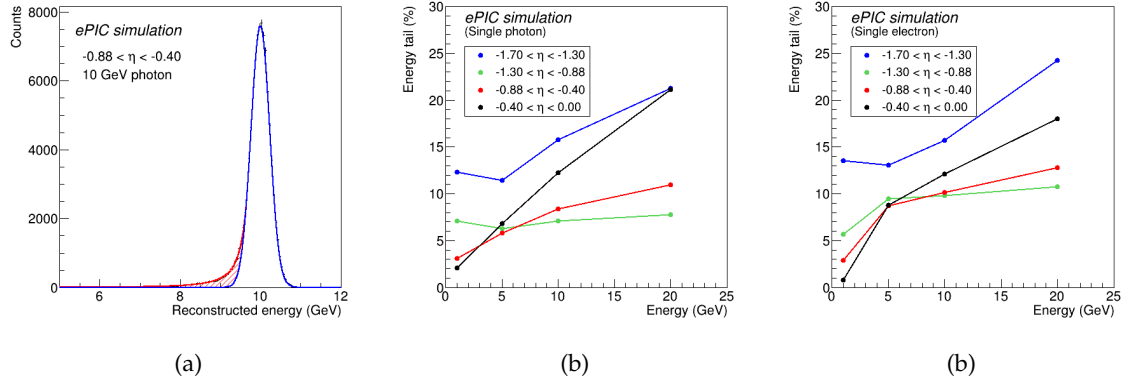 Counts
8000
6000
4000
2000
0
ePIC simulation
-0.88 < η < -0.40
10 GeV photon
6 8 10 12
Reconstructed energy (GeV)
(a)
Energy tail (%)
30
25
20
15
10
5
0
ePIC simulation
(Single photon)
-1.70 < η < -1.30
-1.30 < η < -0.88
-0.88 < η < -0.40
-0.40 < η < 0.00
0 5 10 15 20 25
Energy (GeV)
(b)
Energy tail (%)
30
25
20
15
10
5
0
ePIC simulation
(Single electron)
-1.70 < η < -1.30
-1.30 < η < -0.88
-0.88 < η < -0.40
-0.40 < η < 0.00
0 5 10 15 20 25
Energy (GeV)
(b)